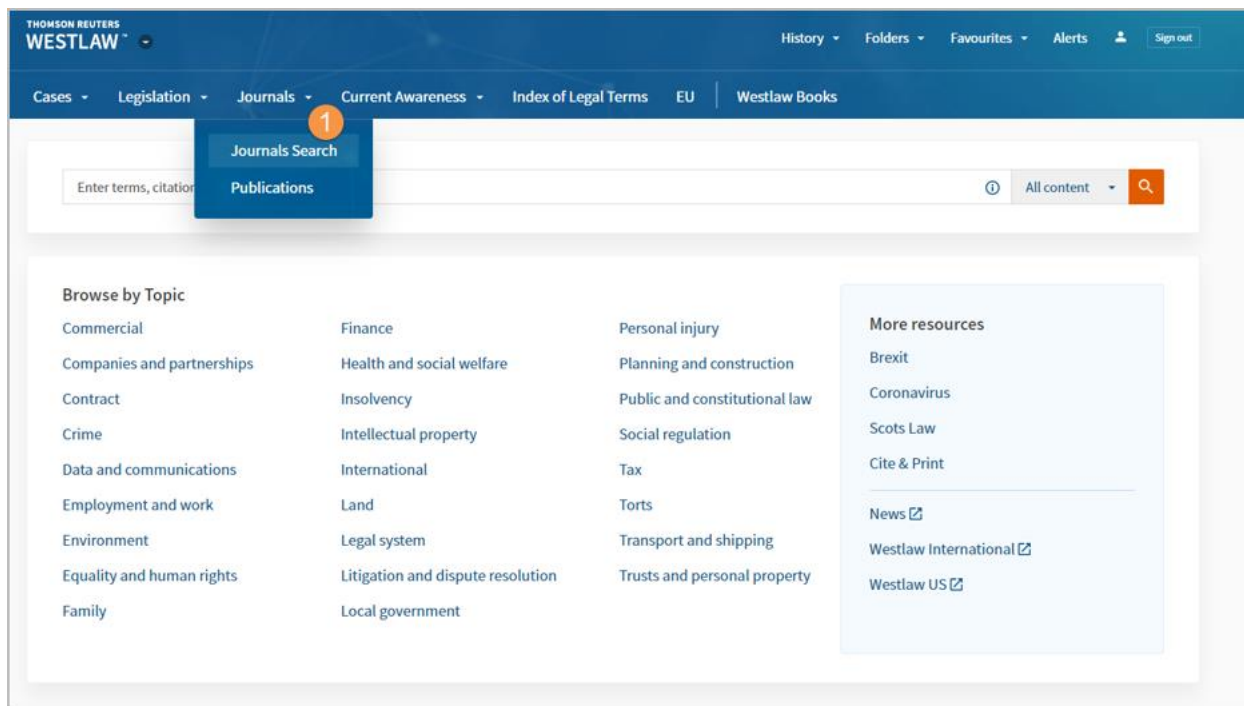 THOMSON REUTERS
WESTLAW™
History Folders Favourites Alerts Sign out
Cases Legislation Journals Current Awareness Index of Legal Terms EU Westlaw Books
1
Journals Search
Publications
Enter terms, All content
Browse by Topic
Commercial
Companies and partnerships
Contract
Crime
Data and communications
Employment and work
Environment
Equality and human rights
Family
Finance
Health and social welfare
Insolvency
Intellectual property
International
Land
Legal system
Litigation and dispute resolution
Local government
Personal injury
Planning and construction
Public and constitutional law
Social regulation
Tax
Torts
Transport and shipping
Trusts and personal property
More resources
Brexit
Coronavirus
Scots Law
Cite & Print
News
Westlaw International
Westlaw US